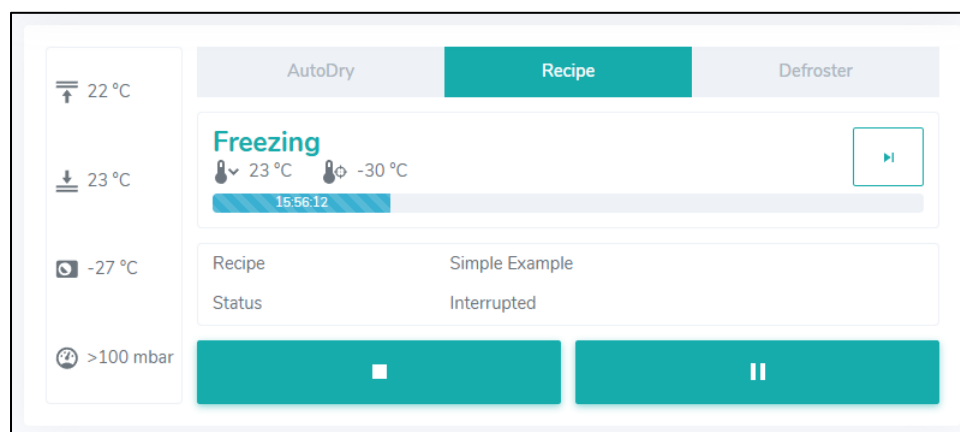 22 °C
23 °C
-27 °C
>100 mbar
AutoDry Recipe Defroster
Freezing
23 °C -30 °C
15:56:12
Recipe Simple Example
Status Interrupted